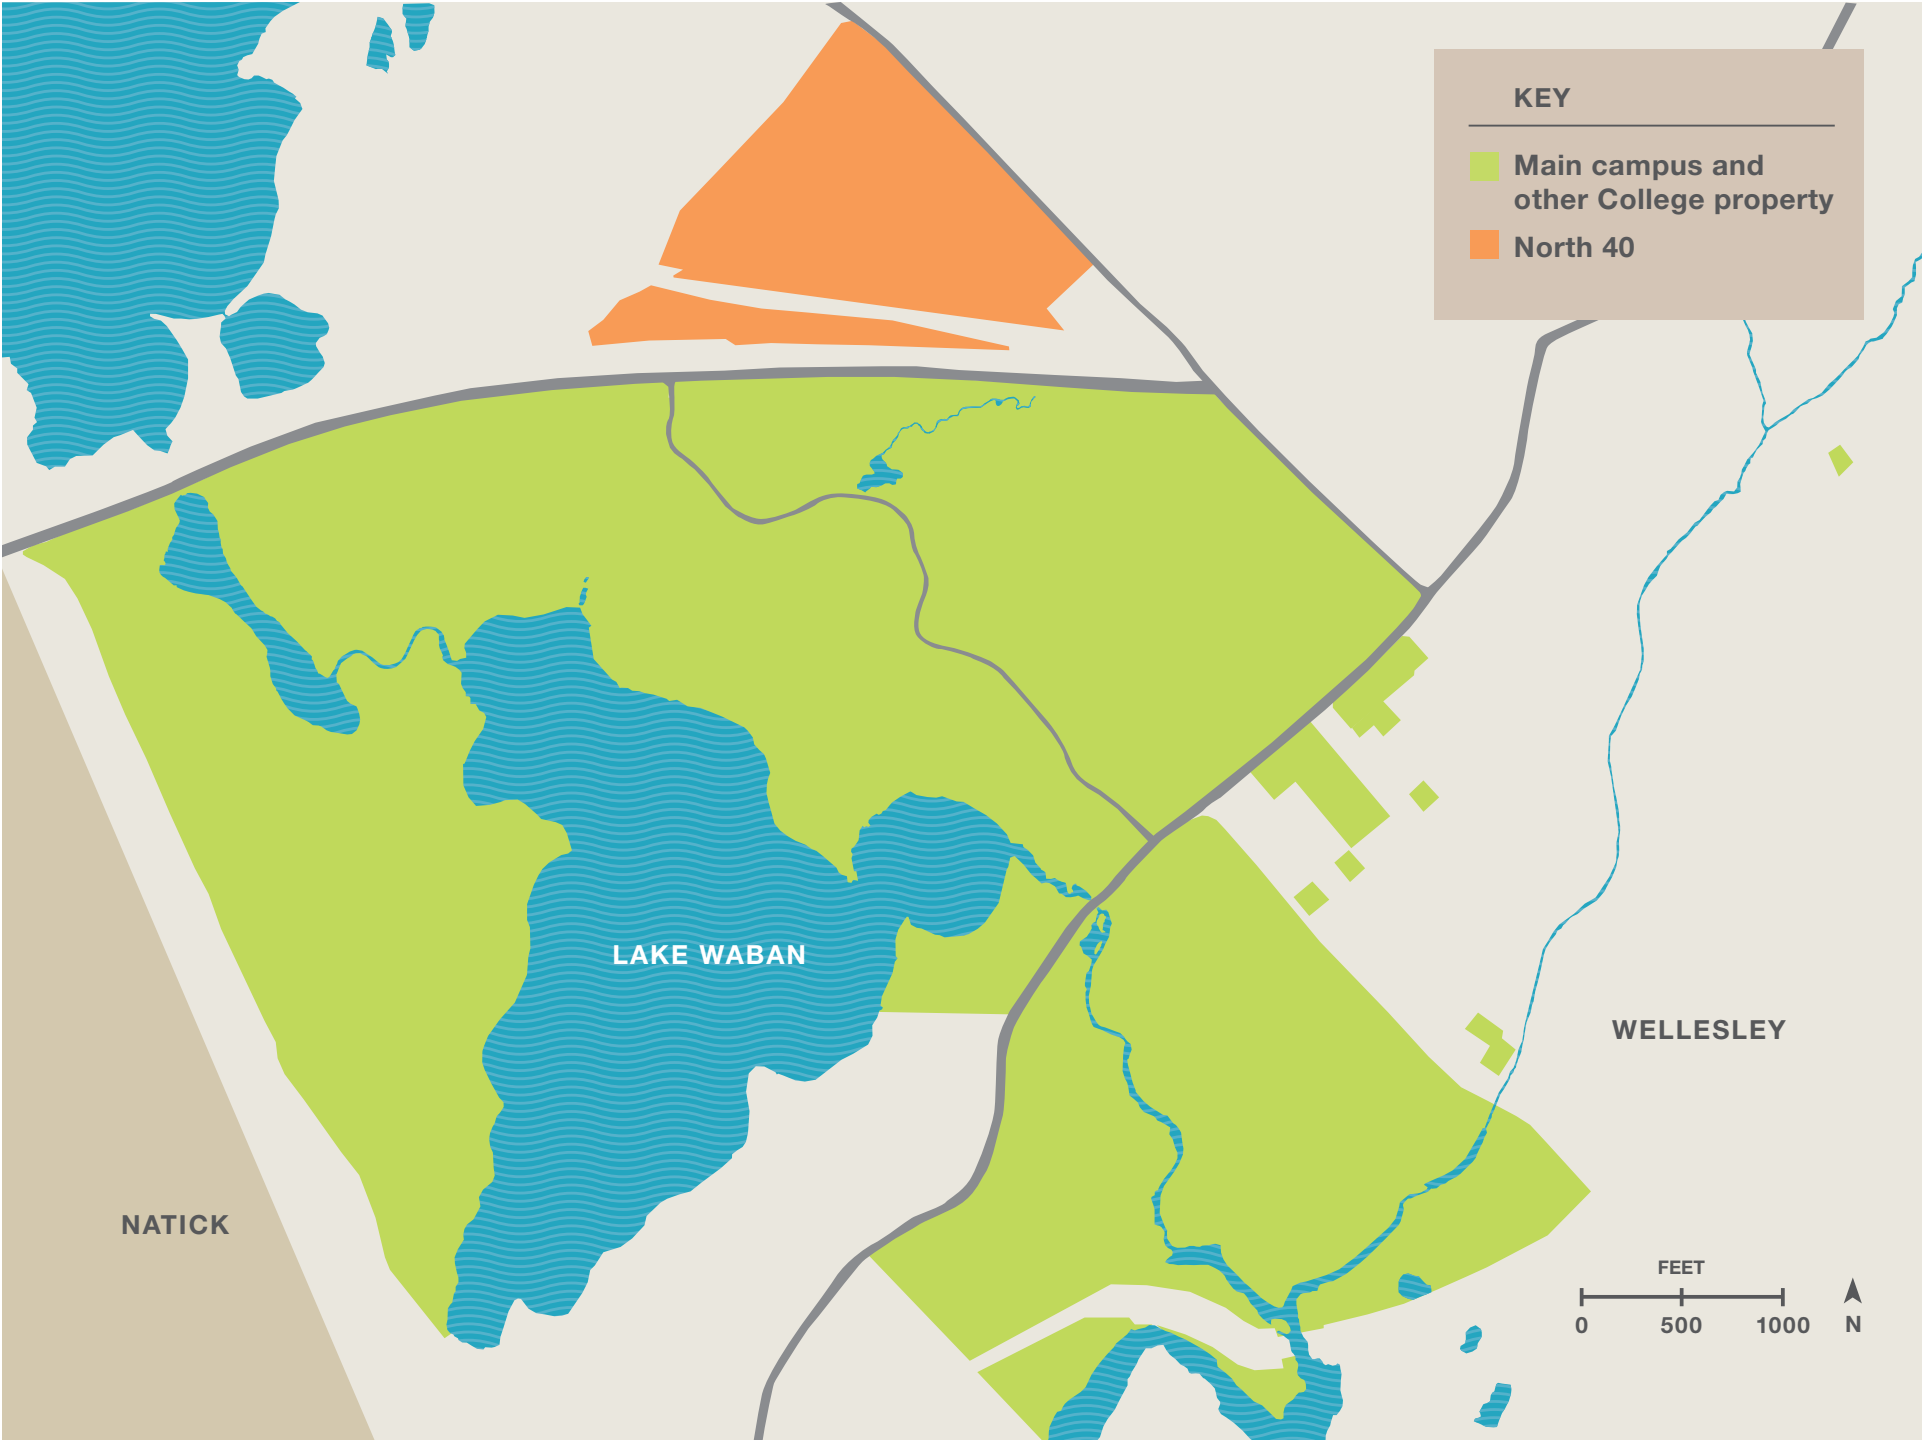 KEY
Main campus and
other College property
North 40
LAKE WABAN
WELLESLEY
NATICK
FEET
0 500 1000 N